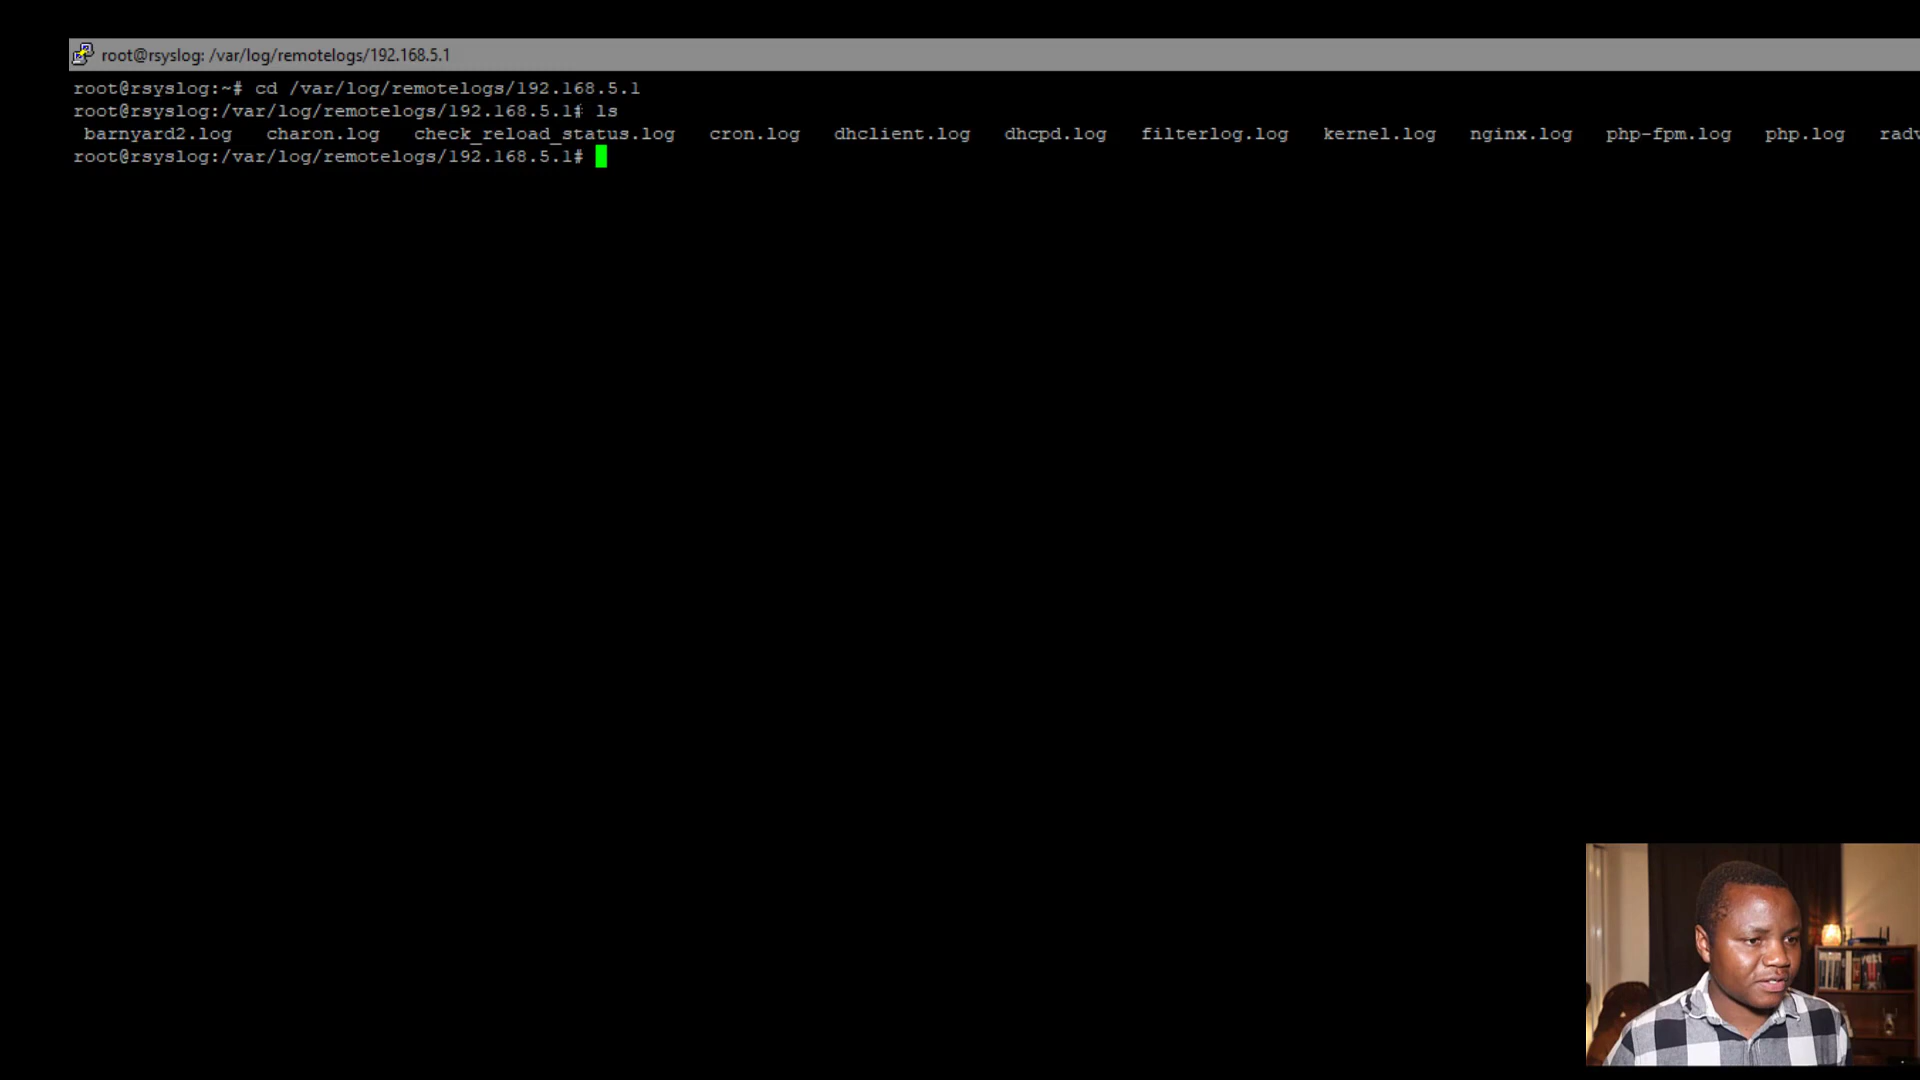 root@rsyslog: /var/log/remotelogs/192.168.5.1
root@rsyslog:~# cd /var/log/remotelogs/192.168.5.1
root@rsyslog:/var/log/remotelogs/192.168.5.1# ls
barnyard2.log charon.log check_reload_status.log cron.log dhclient.log dhcpd.log filterlog.log kernel.log nginx.log php-fpm.log php.log
root@rsyslog:/var/log/remotelogs/192.168.5.1#